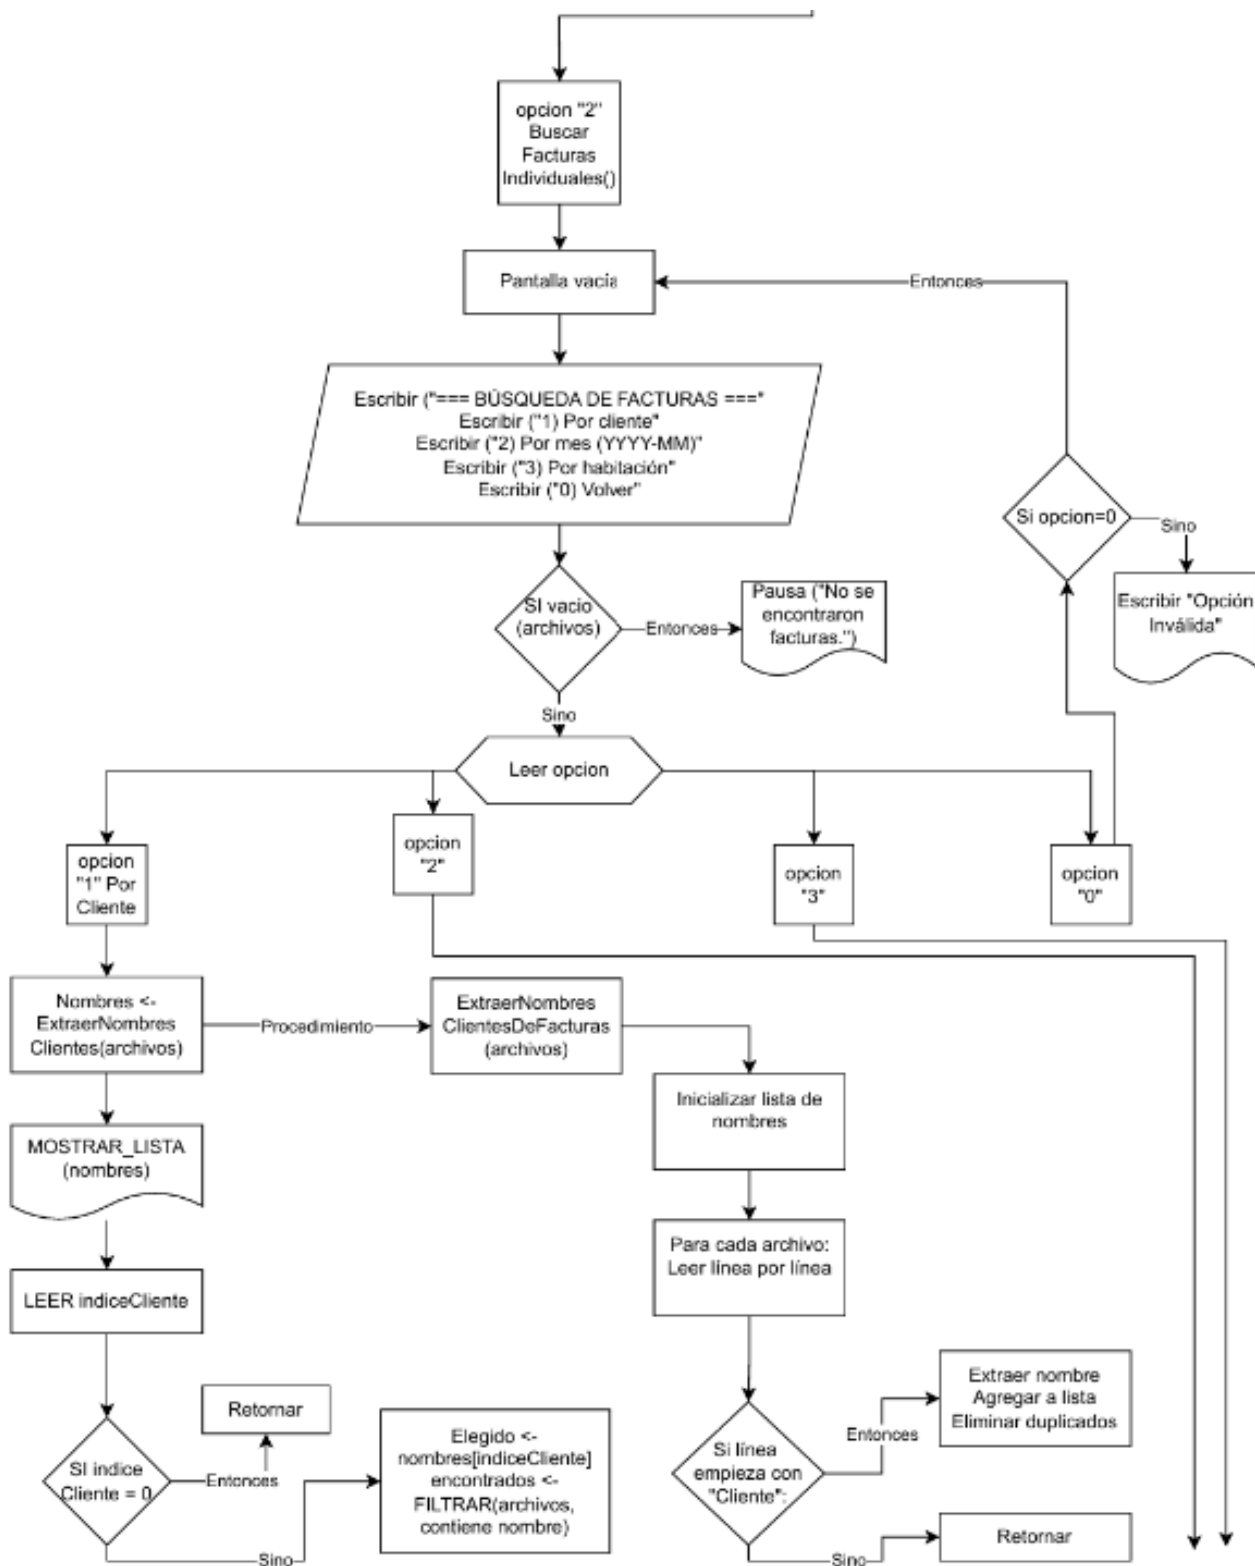 opcion "2"
Buscar
Facturas
Individuales()
Pantalla vacia
Entonces
Escribir ("=== BÚSQUEDA DE FACTURAS ==="
Escribir ("1) Por cliente"
Escribir ("2) Por mes (YYYY-MM)"
Escribir ("3) Por habitación"
Escribir ("0) Volver"
Si opcion=0
Sino
Escribir "Opción
Inválida"
SI vacio
(archivos)
Entonces
Pausa ("No se
encontraron
facturas.")
Sino
Leer opcion
opcion
"1" Por
Cliente
opcion
"2"
opcion
"3"
opcion
"0"
Nombres <-
ExtraerNombres
Clientes(archivos)
Procedimiento
ExtraerNombres
ClientesDeFacturas
(archivos)
Inicializar lista de
nombres
MOSTRAR_LISTA
(nombres)
Para cada archivo:
Leer línea por línea
LEER indiceCliente
Retornar
SI indice
Cliente = 0
Entonces
Sino
Elegido <-
nombres[indiceCliente]
encontrados <-
FILTRAR(archivos,
contiene nombre)
Si línea
empieza con
"Cliente":
Entonces
Extraer nombre
Agregar a lista
Eliminar duplicados
Sino
Retornar